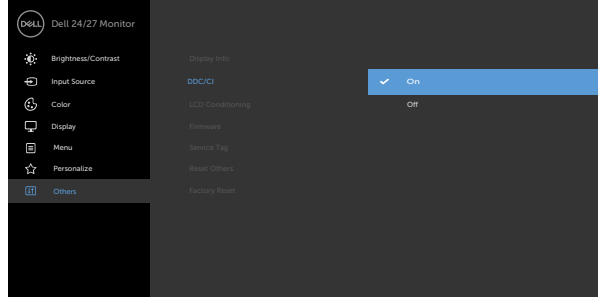 DELL Dell 24/27 Monitor
Brightness/Contrast
Input Source
Color
Display
Menu
Personalize
Others
Display Info
DDC/CI
LCD Conditioning
Firmware
Service Tag
Reset Others
Factory Reset
On
Off